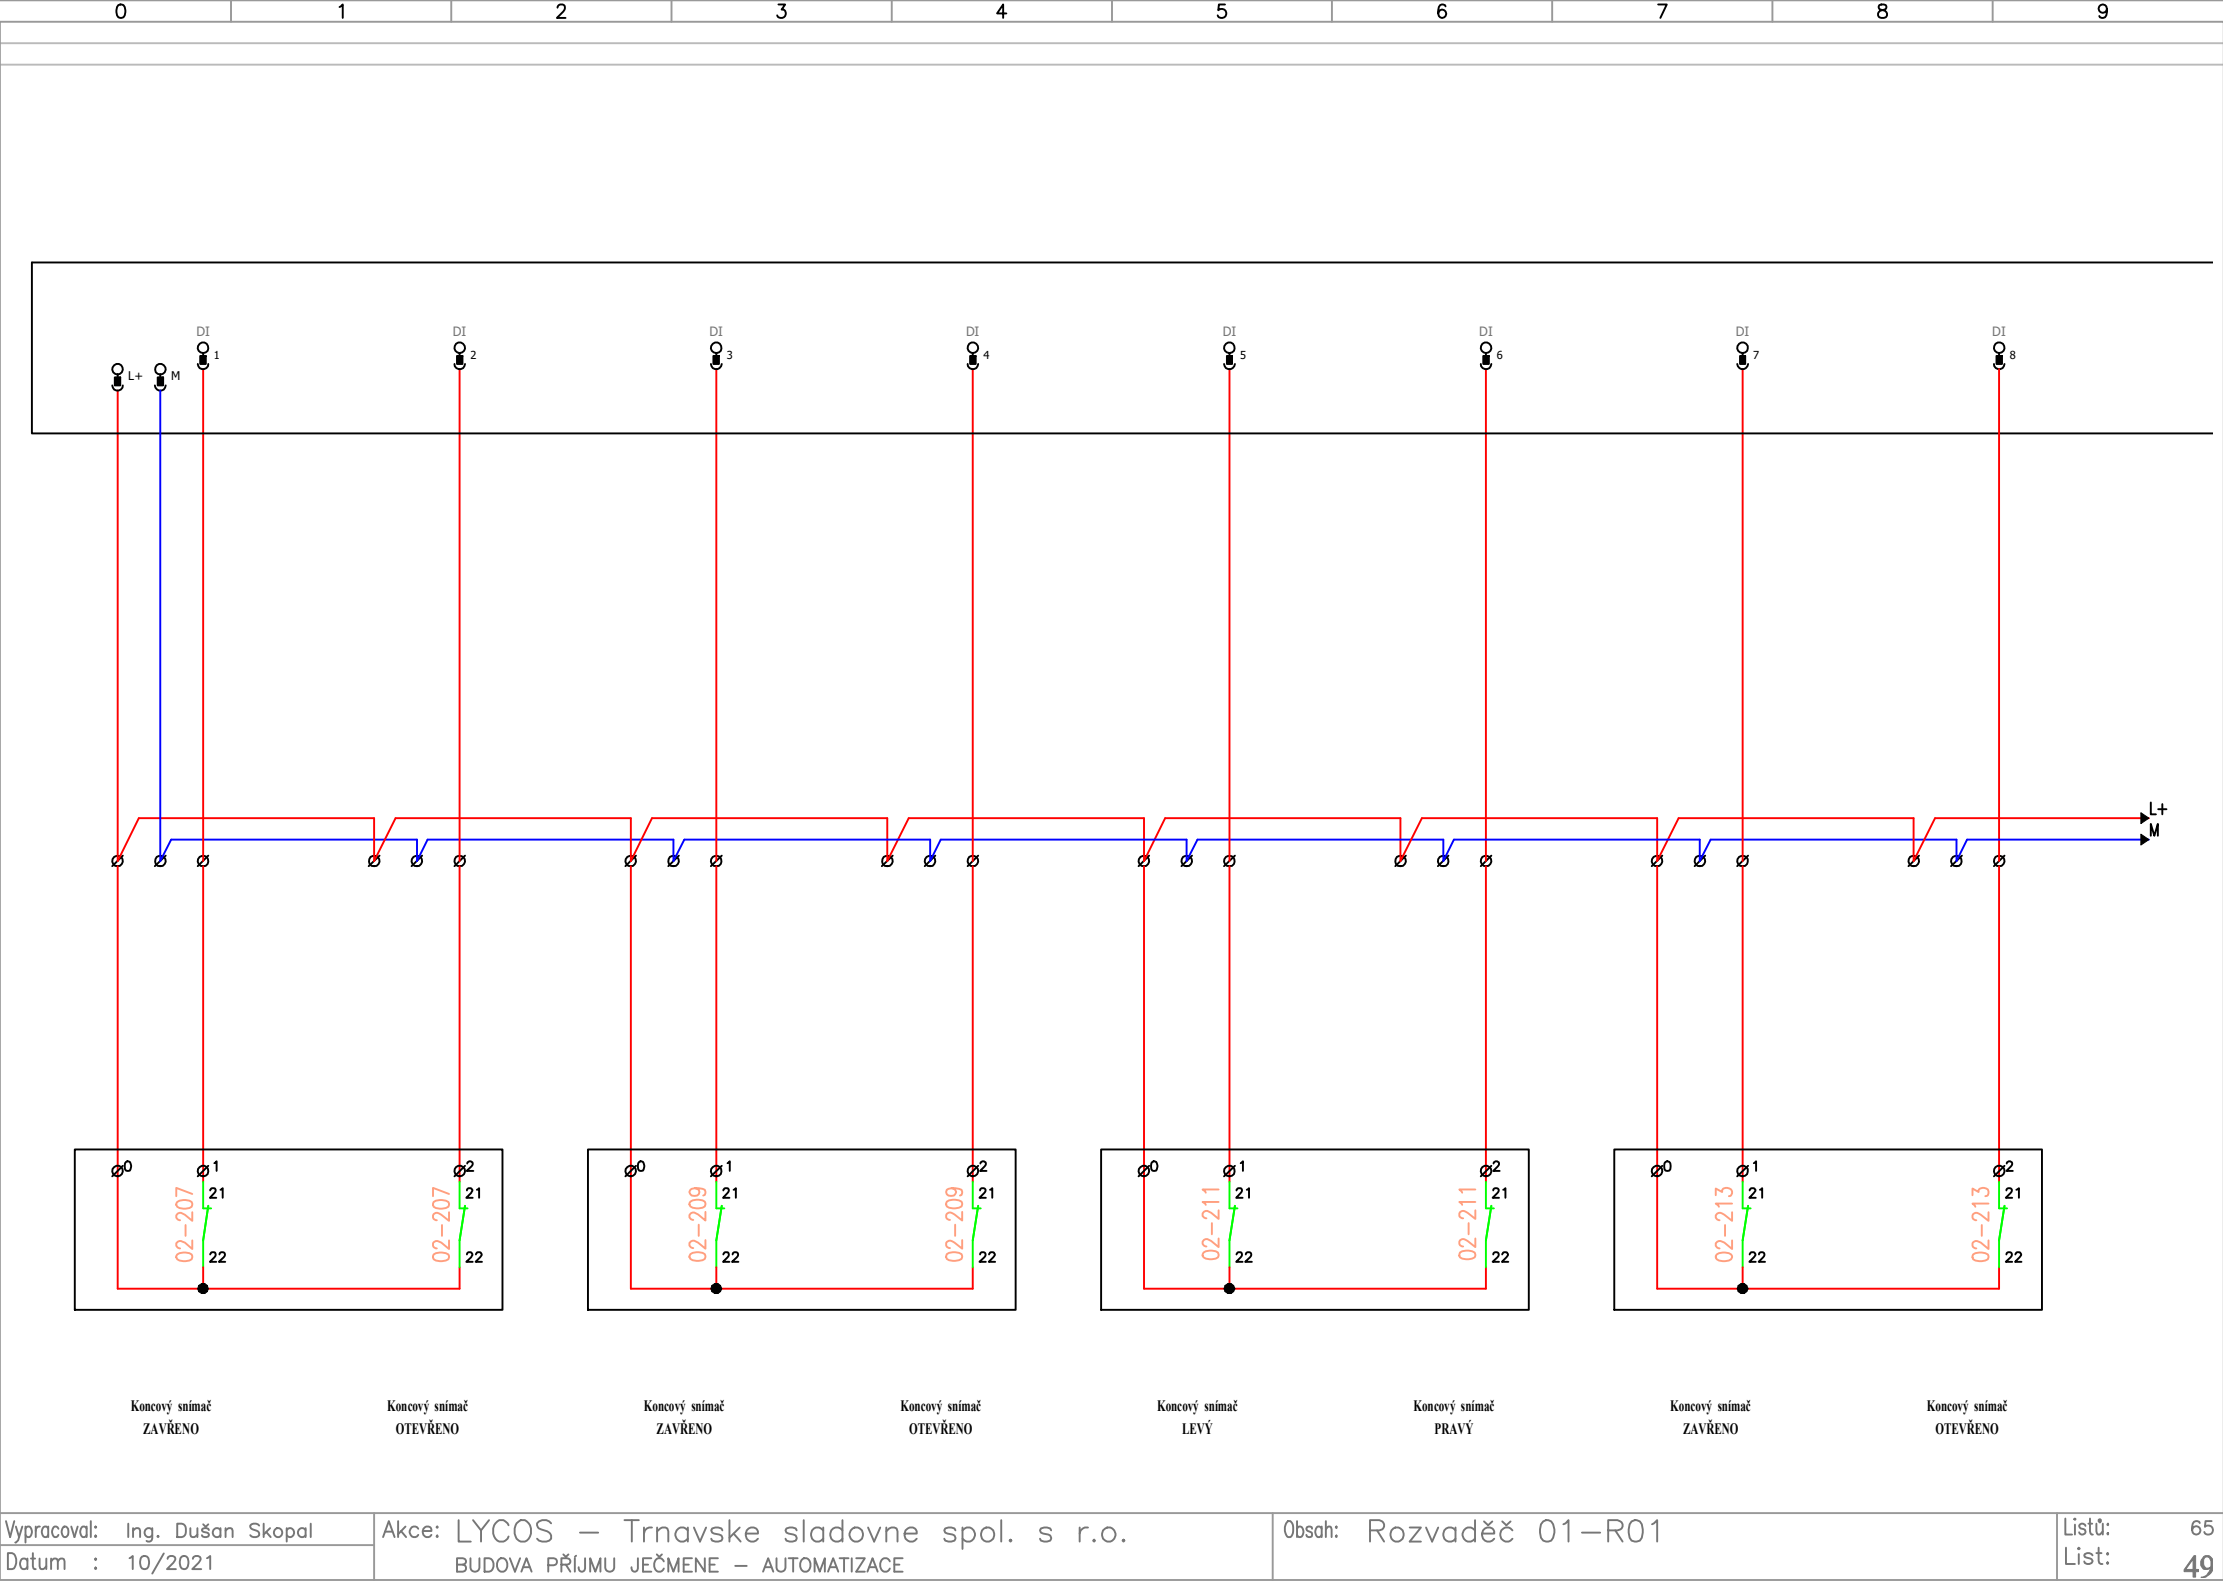 0 1 2 3 4 5 6 7 8 9
DI DI DI DI DI DI DI DI
1 2 3 4 5 6 7 8
L+ M
L+
M
0 1 2 0 1 2 0 1 2 0 1 2
21 21 21 21 21 21 21 21
02-207 02-207 02-209 02-209 02-211 02-211 02-213 02-213
22 22 22 22 22 22 22 22
Koncový snímač Koncový snímač Koncový snímač Koncový snímač Koncový snímač Koncový snímač Koncový snímač Koncový snímač
ZAVŘENO OTEVŘENO ZAVŘENO OTEVŘENO LEVÝ PRAVÝ ZAVŘENO OTEVŘENO
Vypracoval: Ing. Dušan Skopal
Datum : 10/2021
Akce: LYCOS – Trnavske sladovne spol. s r.o.
BUDOVA PŘÍJMU JEČMENE – AUTOMATIZACE
Obsah: Rozvaděč 01–R01
Listů: 65
List: 49